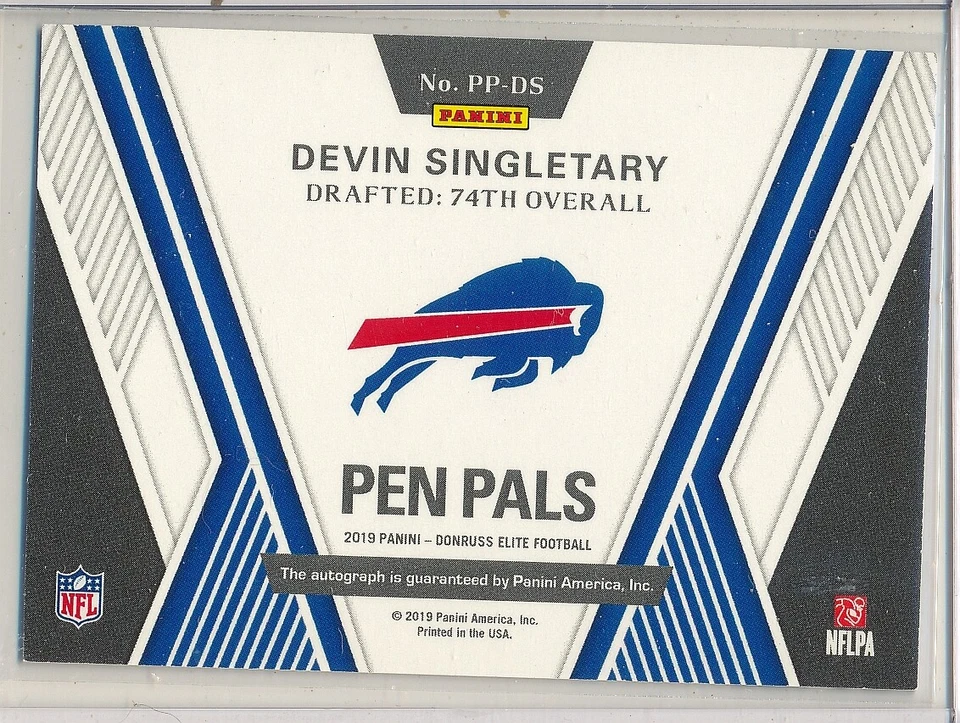 No. PP-DS
PANINI
DEVIN SINGLETARY
DRAFTED: 74TH OVERALL
PEN PALS
2019 PANINI – DONRUSS ELITE FOOTBALL
The autograph is guaranteed by Panini America, Inc.
© 2019 Panini America, Inc.
Printed in the USA.
NFL
NFLPA